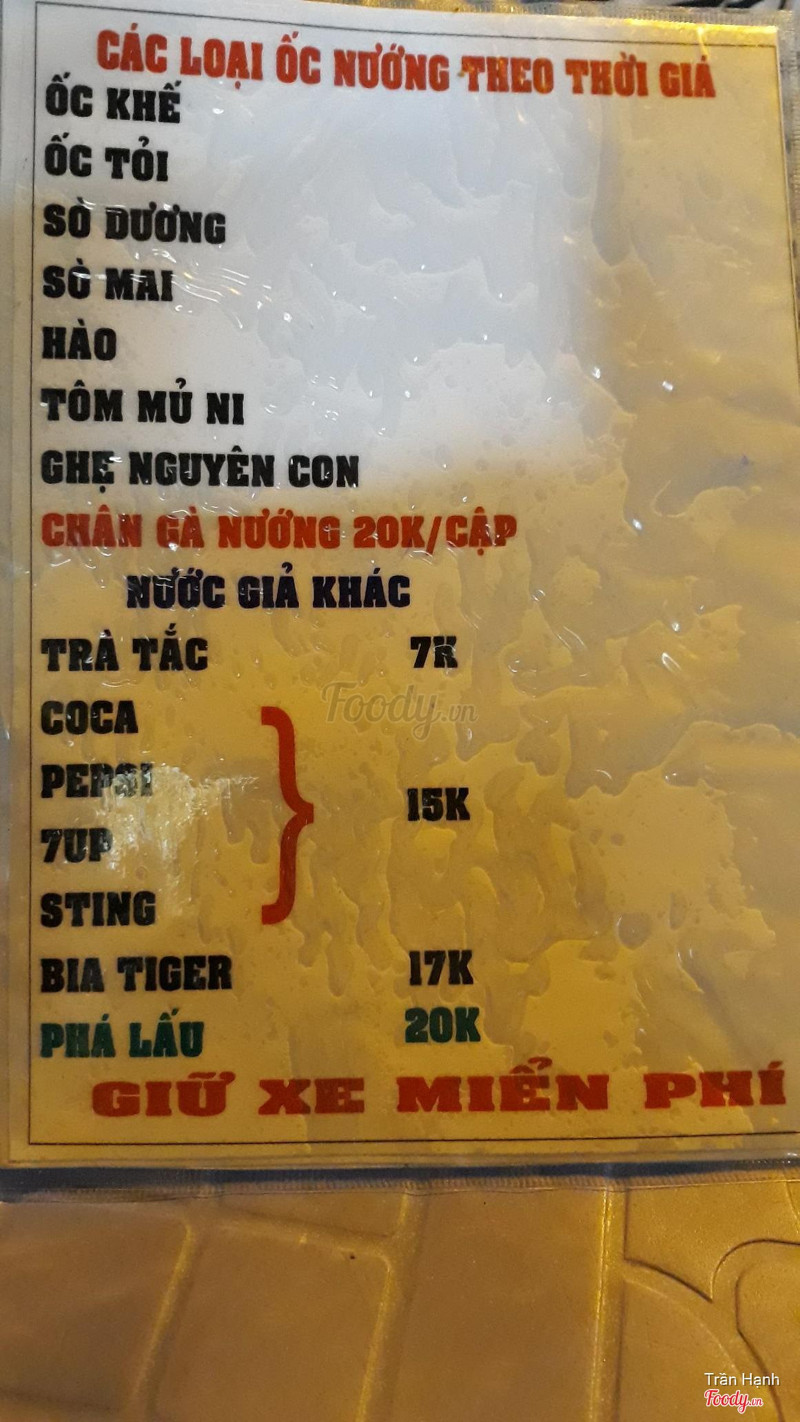 CÁC LOẠI ỐC NƯỚNG THEO THỜI GIÁ
ỐC KHẾ
ỐC TỎI
SÒ DƯƠNG
SÒ MAI
HÀO
TÔM MỦ NI
GHẸ NGUYÊN CON
CHÂN GÀ NƯỚNG 20K/CẬP
NƯỚC GIẢ KHÁC
TRÀ TẮC 7K
COCA
PEPSI
15K
7UP
STING
BIA TIGER 17K
PHÁ LẤU 20K
GIỮ XE MIỂN PHÍ
Foody.vn
Trần Hạnh
Foody.vn